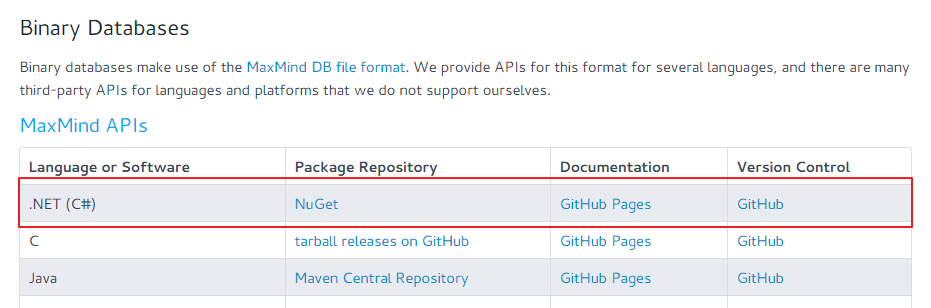 Binary Databases
Binary databases make use of the MaxMind DB file format. We provide APIs for this format for several languages, and there are many
third-party APIs for languages and platforms that we do not support ourselves.
MaxMind APIs
Language or Software Package Repository Documentation Version Control
.NET (C#) NuGet GitHub Pages GitHub
C tarball releases on GitHub GitHub Pages GitHub
Java Maven Central Repository GitHub Pages GitHub